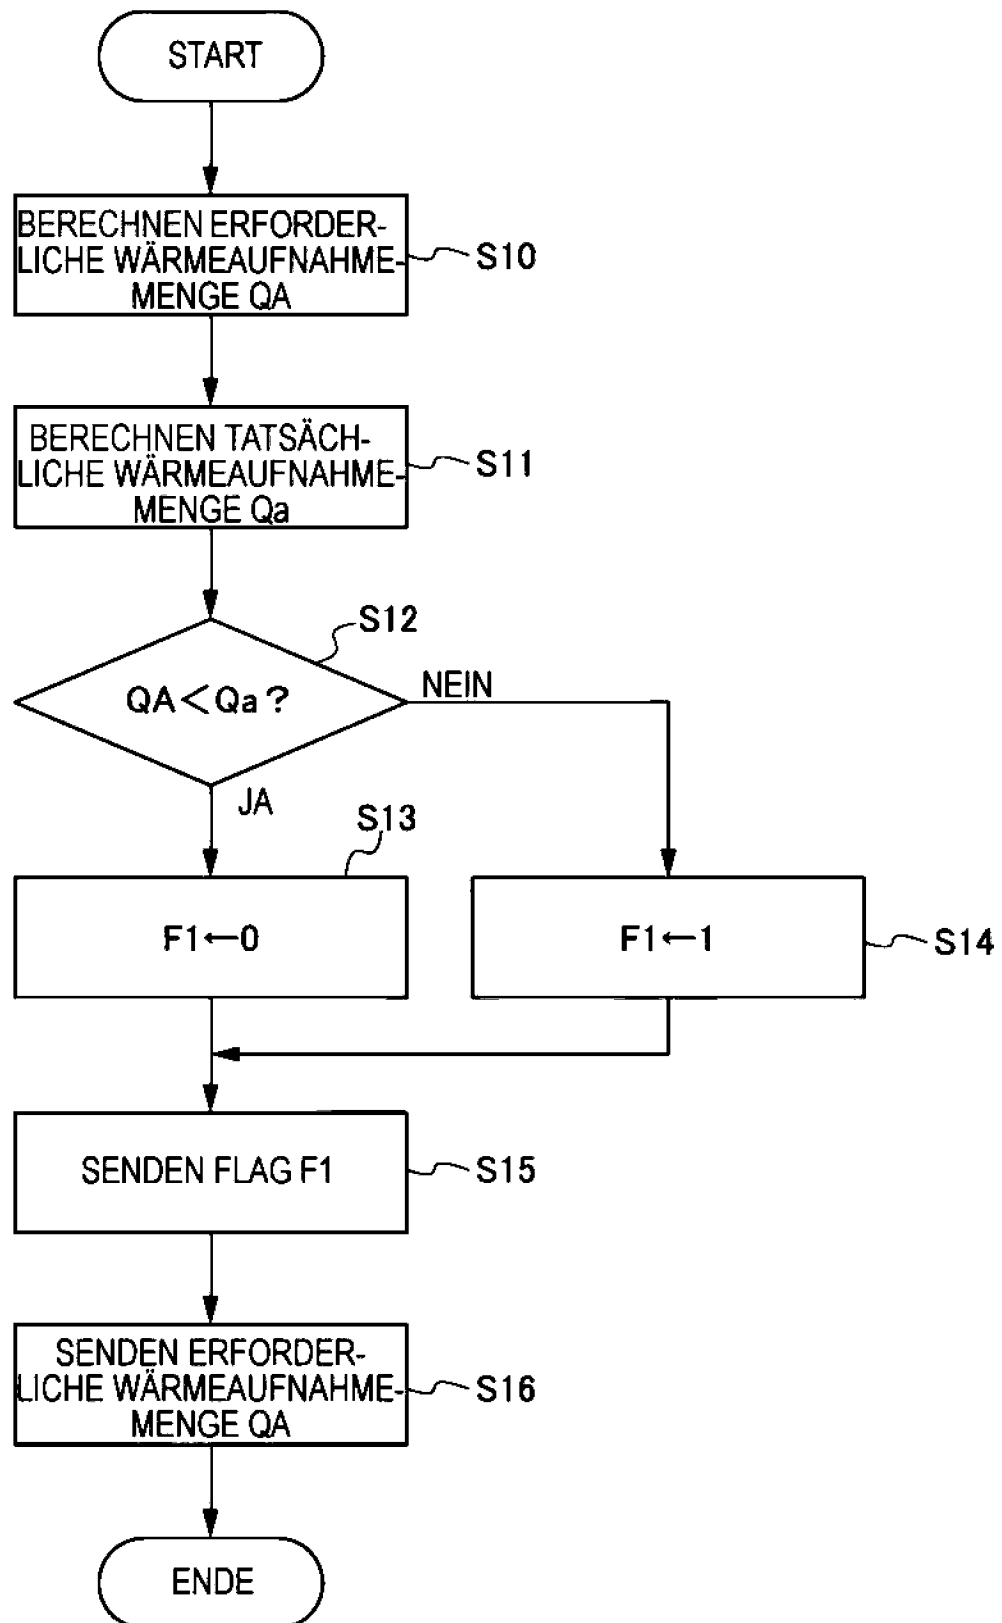 START
BERECHNEN ERFORDER-
LICHE WÄRMEAUFNAHME-
MENGE QA
S10
BERECHNEN TATSÄCH-
LICHE WÄRMEAUFNAHME-
MENGE Qa
S11
S12
QA<Qa?
NEIN
JA
S13
F1←0
F1←1
S14
SENDEN FLAG F1
S15
SENDEN ERFORDER-
LICHE WÄRMEAUFNAHME-
MENGE QA
S16
ENDE